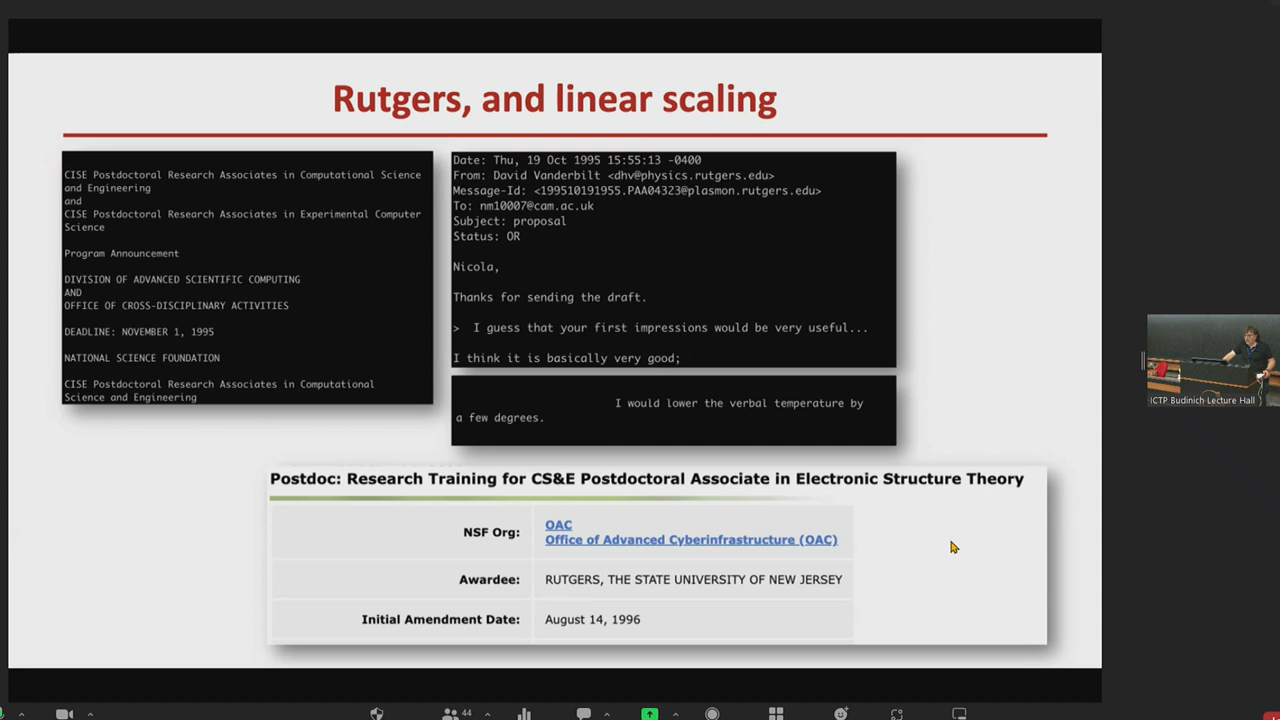 Rutgers, and linear scaling
CISE Postdoctoral Research Associates in Computational Science
and Engineering
and
CISE Postdoctoral Research Associates in Experimental Computer
Science
Program Announcement
DIVISION OF ADVANCED SCIENTIFIC COMPUTING
AND
OFFICE OF CROSS-DISCIPLINARY ACTIVITIES
DEADLINE: NOVEMBER 1, 1995
NATIONAL SCIENCE FOUNDATION
CISE Postdoctoral Research Associates in Computational
Science and Engineering
Date: Thu, 19 Oct 1995 15:55:13 -0400
From: David Vanderbilt <dhv@physics.rutgers.edu>
Message-Id: <199510191955.PAA04323@plasmon.rutgers.edu>
To: nm10007@cam.ac.uk
Subject: proposal
Status: OR
Nicola,
Thanks for sending the draft.
> I guess that your first impressions would be very useful...
I think it is basically very good;
I would lower the verbal temperature by
a few degrees.
Postdoc: Research Training for CS&E Postdoctoral Associate in Electronic Structure Theory
NSF Org: OAC
Office of Advanced Cyberinfrastructure (OAC)
Awardee: RUTGERS, THE STATE UNIVERSITY OF NEW JERSEY
Initial Amendment Date: August 14, 1996
ICTP Budinich Lecture Hall
44